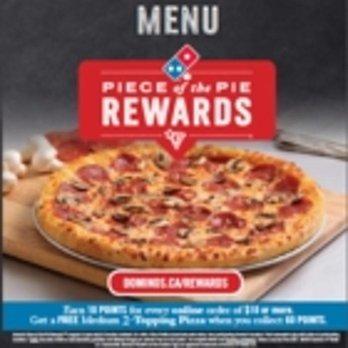 MENU
PIECE of the PIE
REWARDS
DOMINOS.CA/REWARDS
Earn 10 POINTS for every online order of $10 or more.
Get a FREE Medium 2-Topping Pizza when you collect 60 POINTS.